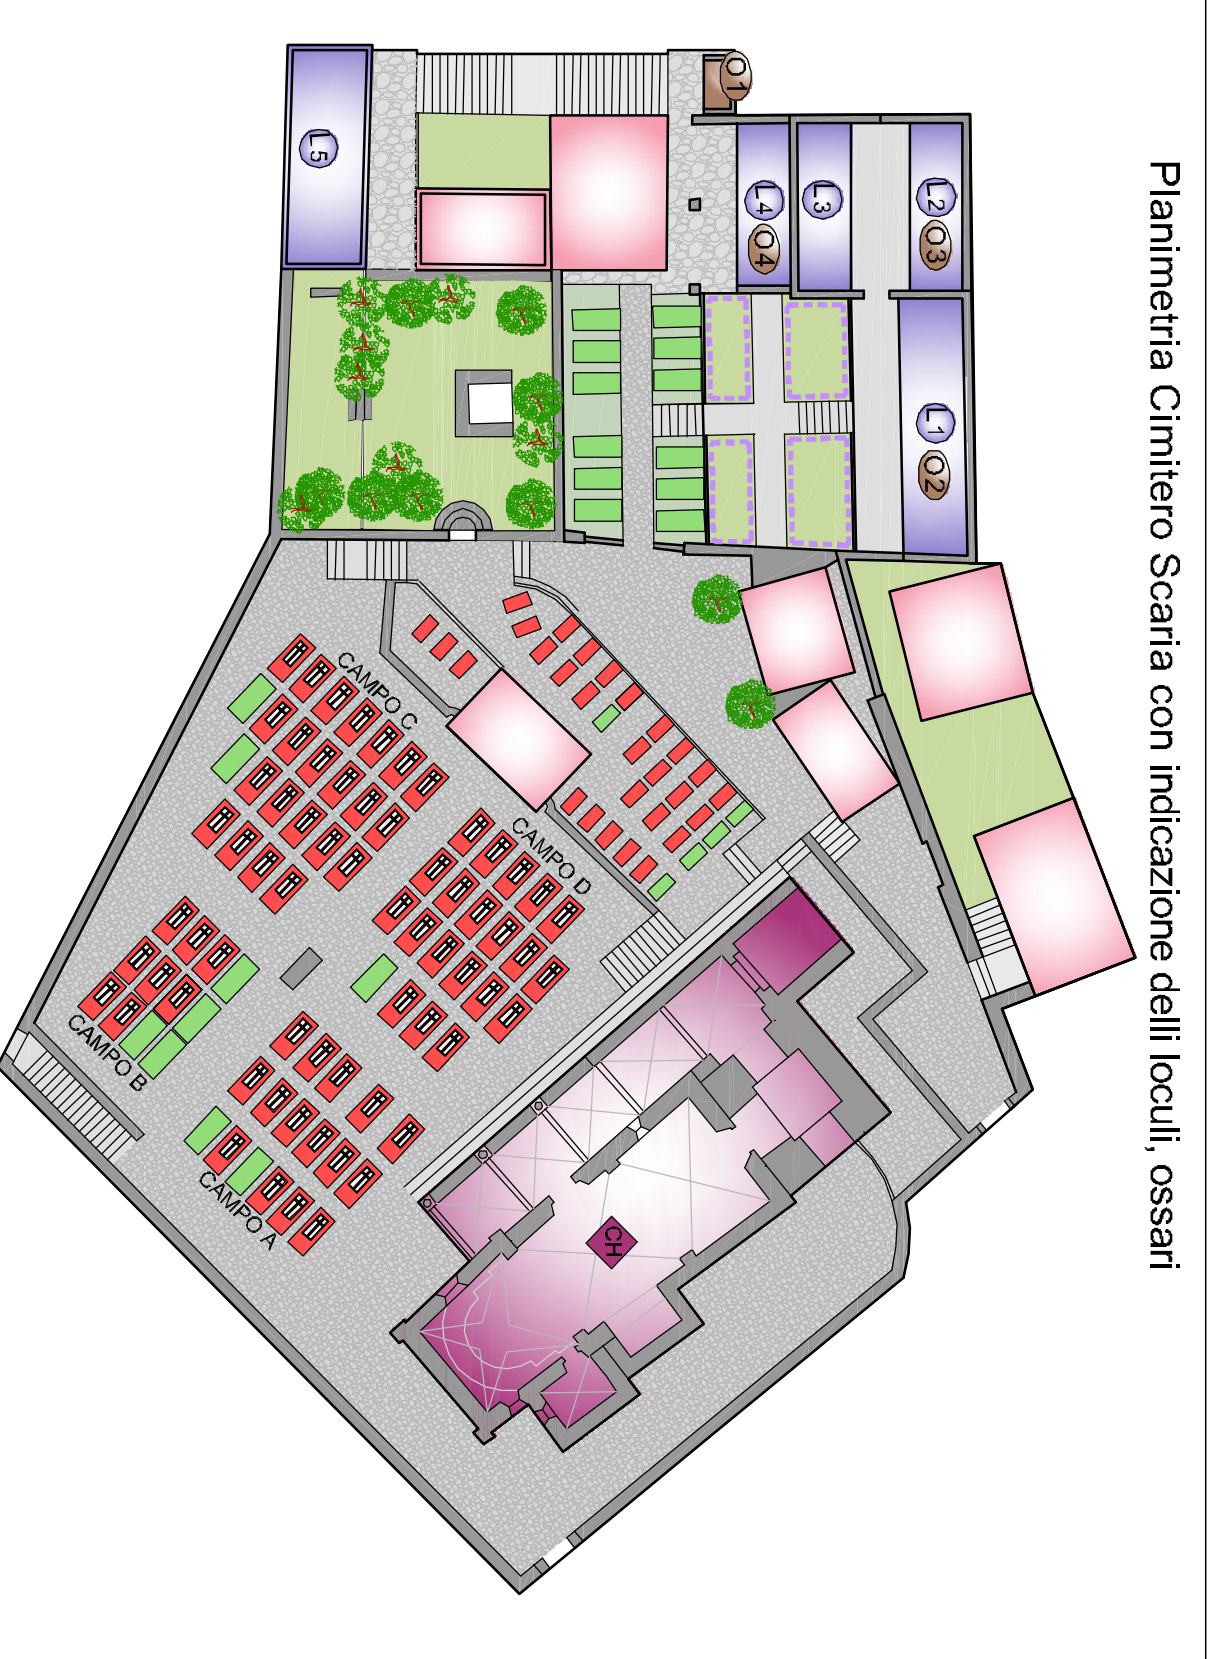 Planimetria Cimitero Scaria con indicazione delli loculi, ossari
L2
O3
L1
O2
L3
L4
O4
O1
L5
CAMPO C
CAMPO D
CAMPO B
CAMPO A
CH